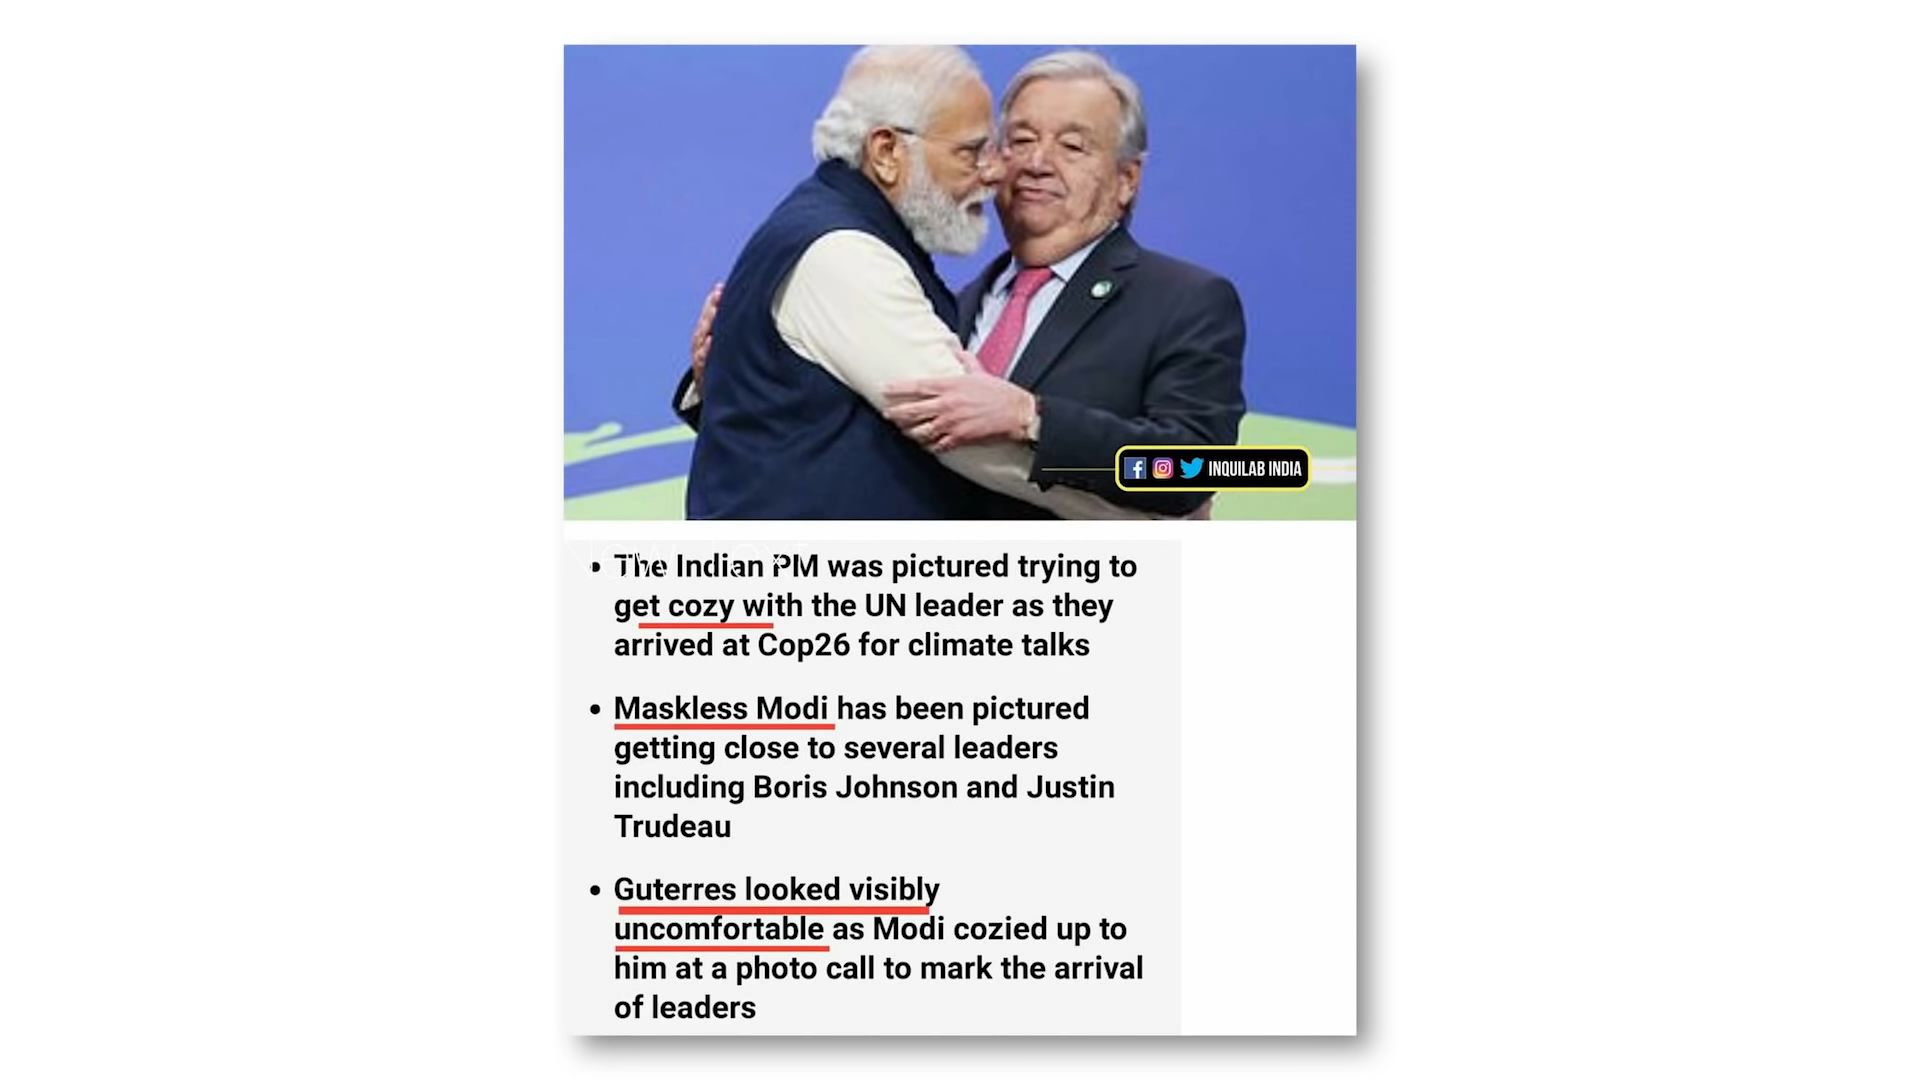 INQUILAB INDIA
New Text
• The Indian PM was pictured trying to
get cozy with the UN leader as they
arrived at Cop26 for climate talks
• Maskless Modi has been pictured
getting close to several leaders
including Boris Johnson and Justin
Trudeau
• Guterres looked visibly
uncomfortable as Modi cozied up to
him at a photo call to mark the arrival
of leaders